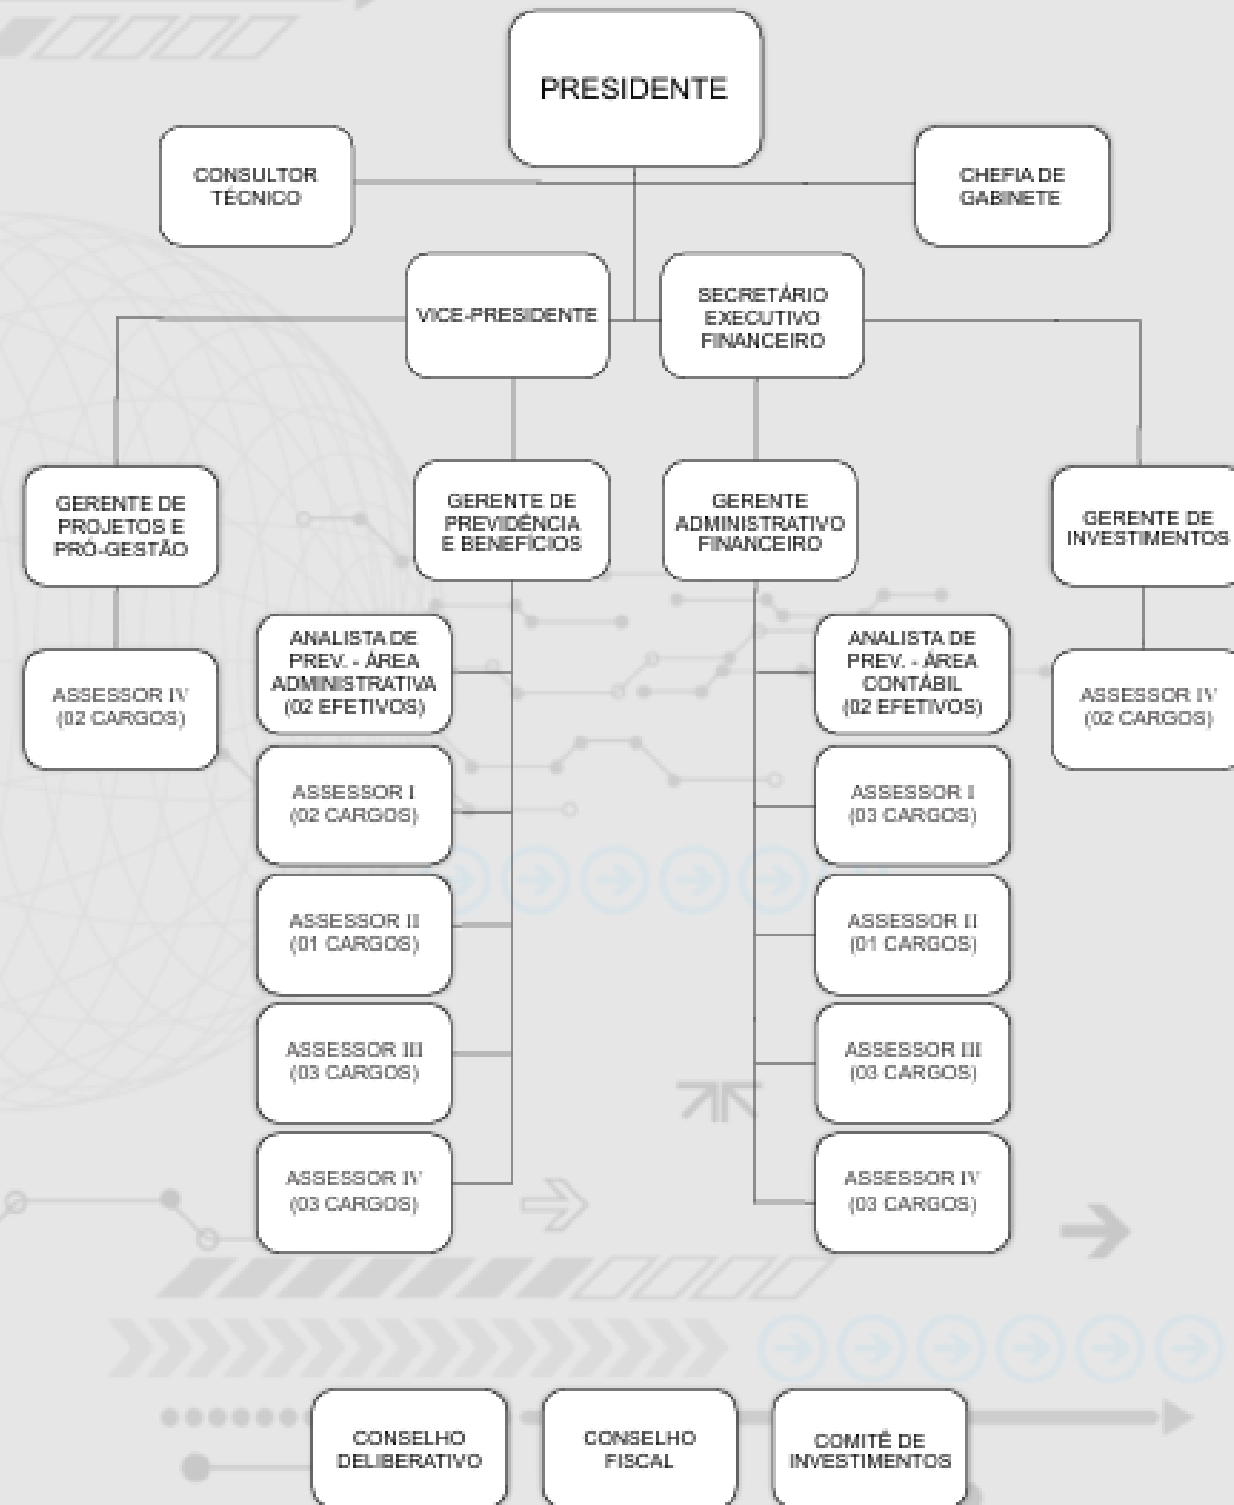 PRESIDENTE
CONSULTOR
TÉCNICO
CHEFIA DE
GABINETE
VICE-PRESIDENTE
SECRETÁRIO
EXECUTIVO
FINANCEIRO
GERENTE DE
PROJETOS E
PRÓ-GESTÃO
GERENTE DE
PREVIDÊNCIA
E BENEFÍCIOS
GERENTE
ADMINISTRATIVO
FINANCEIRO
GERENTE DE
INVESTIMENTOS
ASSESSOR IV
(02 CARGOS)
ANALISTA DE
PREV. - ÁREA
ADMINISTRATIVA
(02 EFETIVOS)
ANALISTA DE
PREV. - ÁREA
CONTÁBIL
(02 EFETIVOS)
ASSESSOR IV
(02 CARGOS)
ASSESSOR I
(02 CARGOS)
ASSESSOR I
(03 CARGOS)
ASSESSOR II
(01 CARGOS)
ASSESSOR II
(01 CARGOS)
ASSESSOR III
(03 CARGOS)
ASSESSOR III
(03 CARGOS)
ASSESSOR IV
(03 CARGOS)
ASSESSOR IV
(03 CARGOS)
CONSELHO
DELIBERATIVO
CONSELHO
FISCAL
COMITÊ DE
INVESTIMENTOS